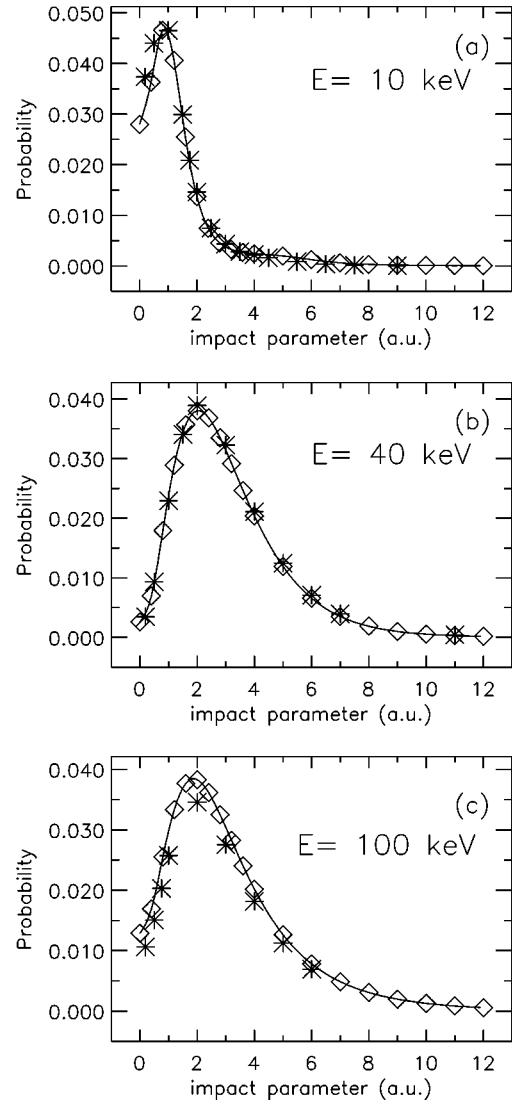 0.050
(a)
E= 10 keV
0.040
0.030
0.020
0.010
0.000
Probability
0 2 4 6 8 10 12
impact parameter (a.u.)
0.040
(b)
E= 40 keV
0.030
0.020
0.010
0.000
Probability
0 2 4 6 8 10 12
impact parameter (a.u.)
0.040
(c)
E= 100 keV
0.030
0.020
0.010
0.000
Probability
0 2 4 6 8 10 12
impact parameter (a.u.)